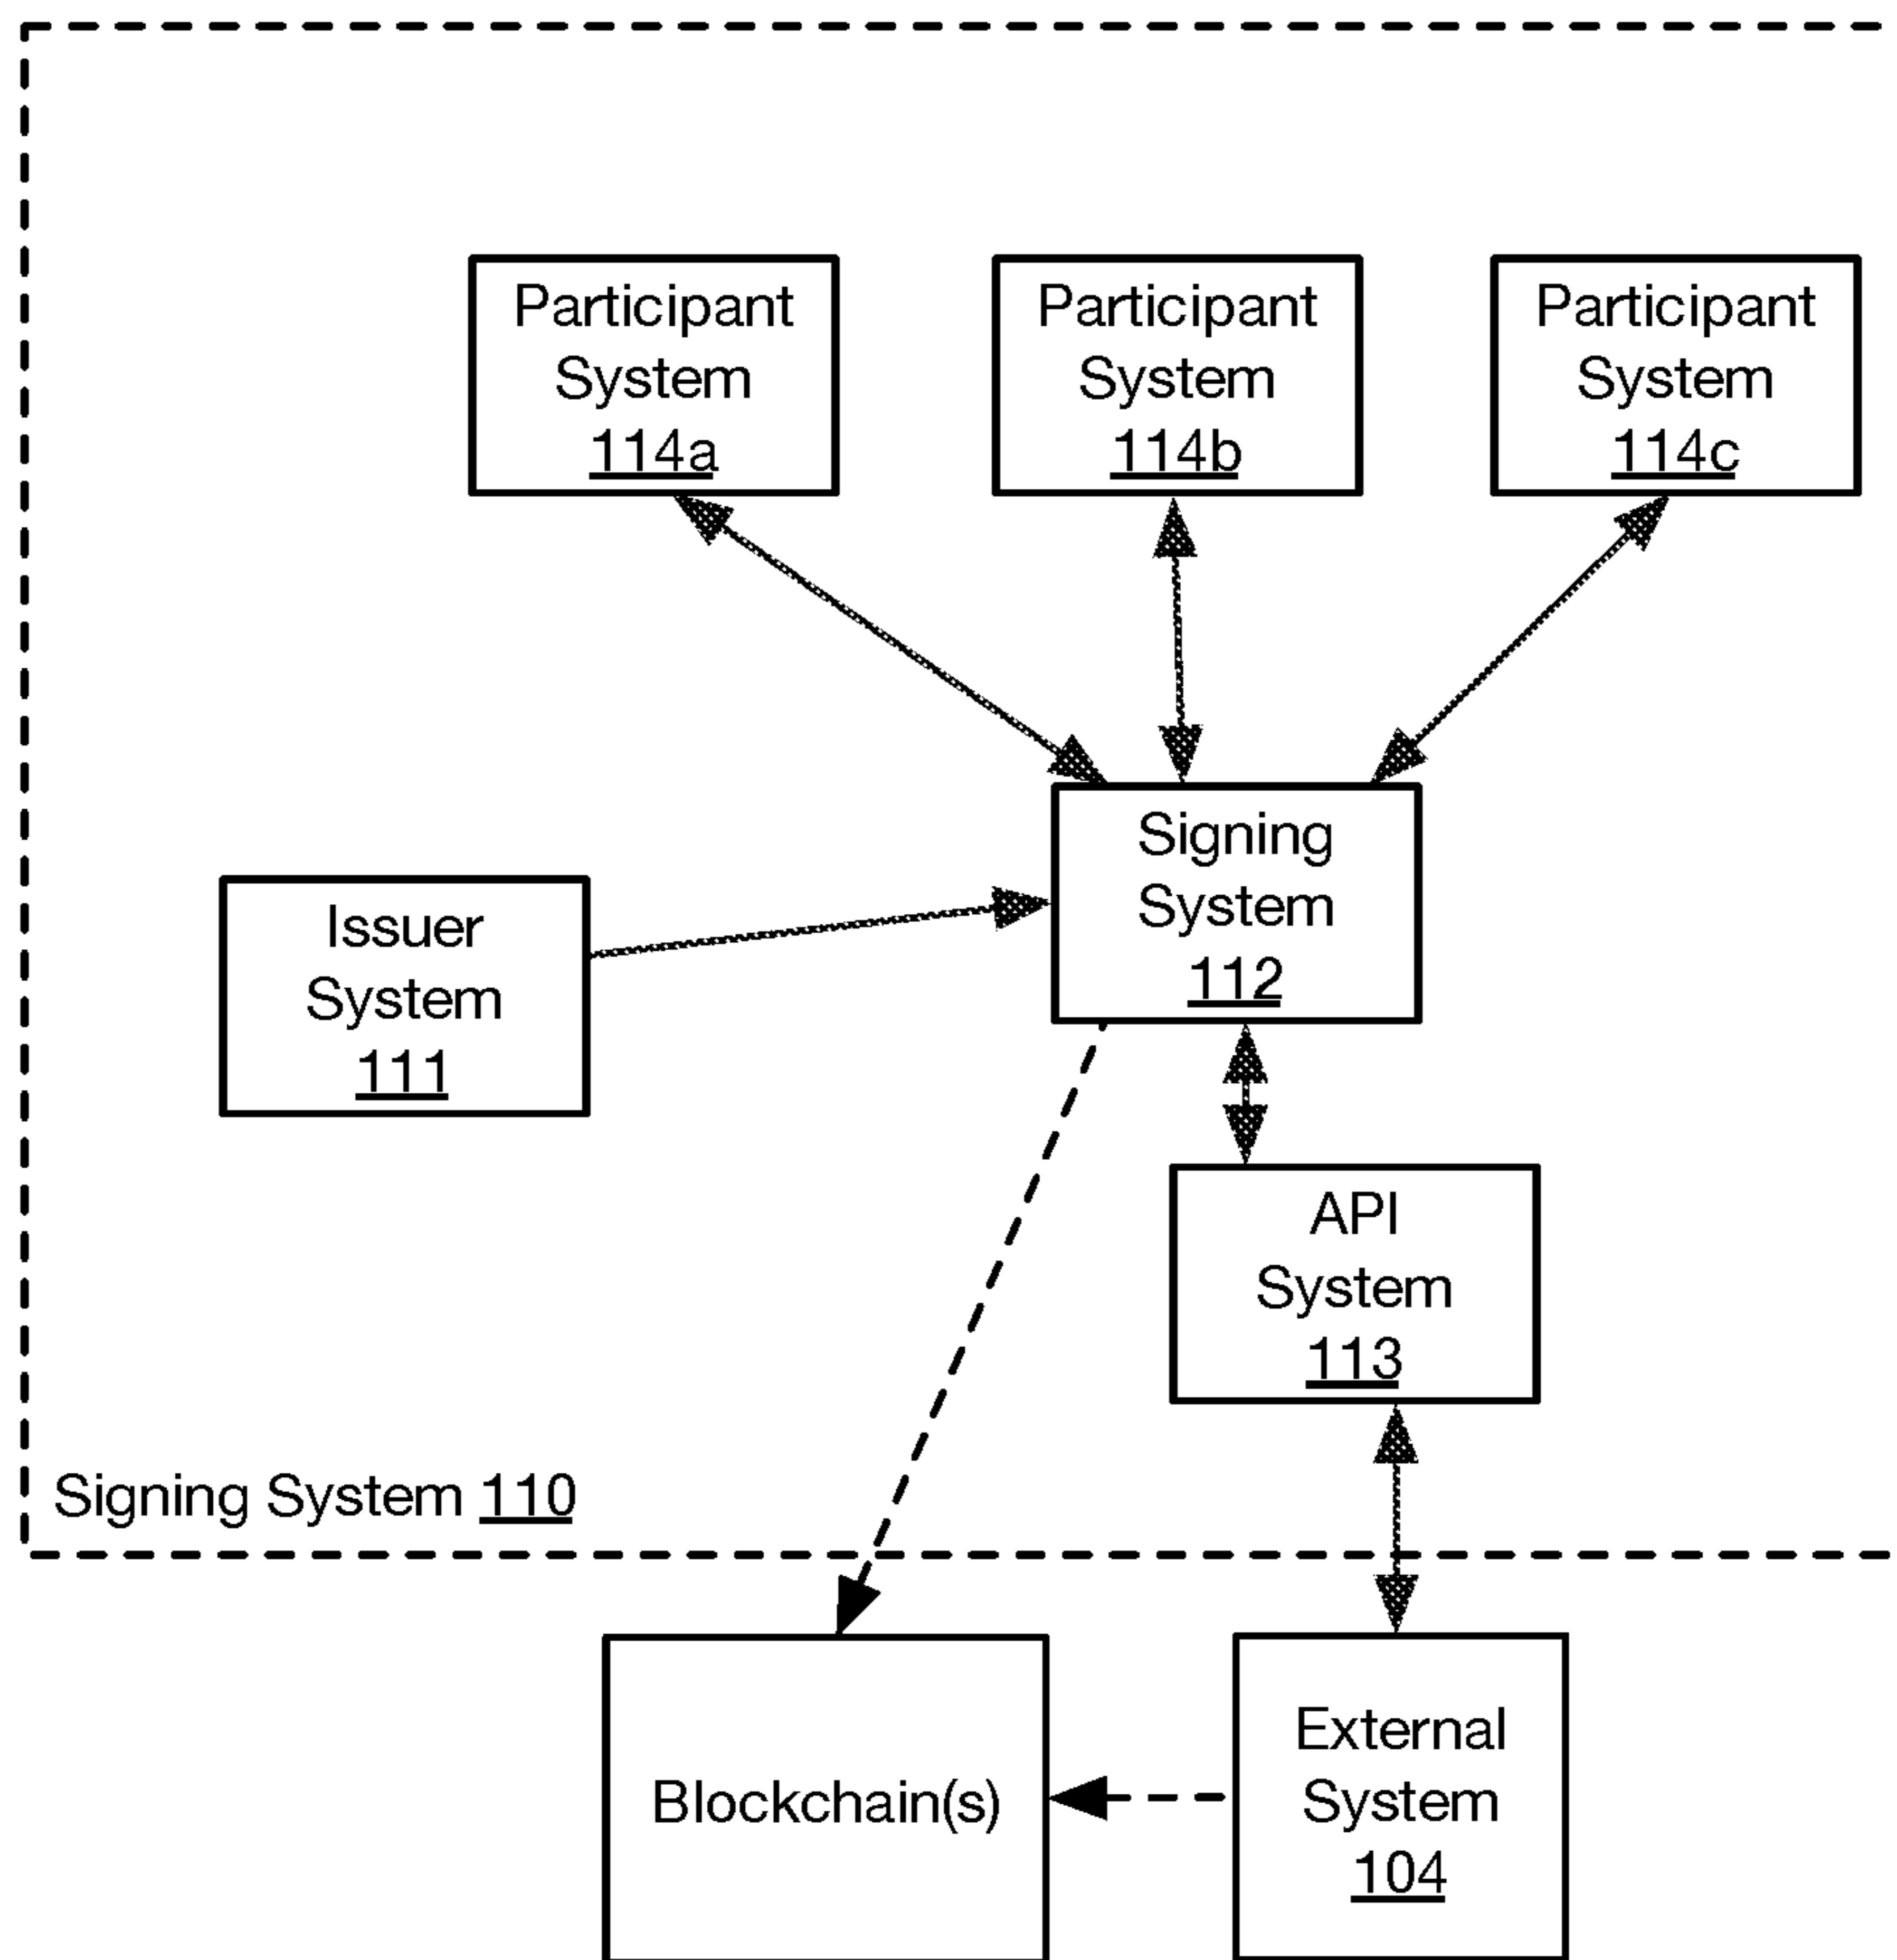 Participant
System
114a
Participant
System
114b
Participant
System
114c
Signing
System
112
Issuer
System
111
API
System
113
Signing System 110
Blockchain(s)
External
System
104